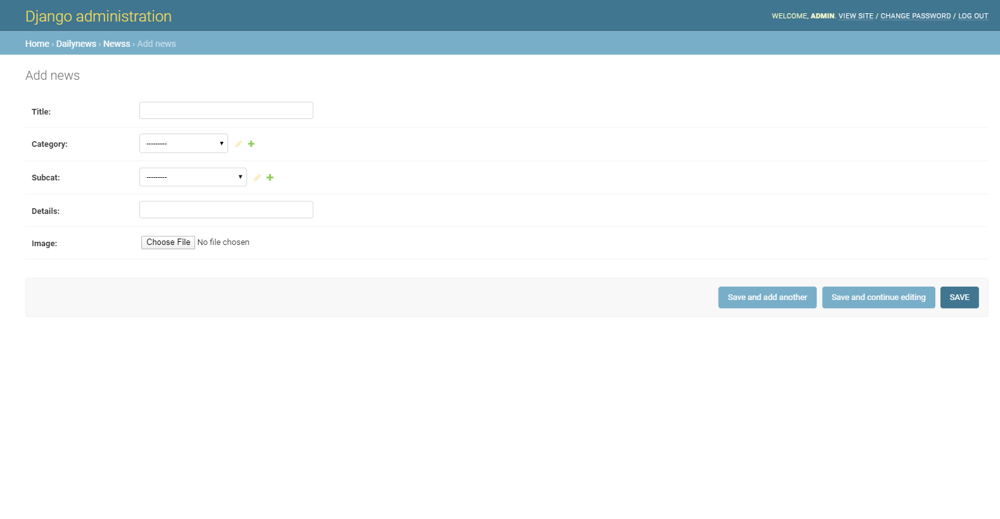 Django administration
WELCOME, ADMIN. VIEW SITE / CHANGE PASSWORD / LOG OUT
Home › Dailynews › Newss › Add news
Add news
Title:
Category: ---------
Subcat: ---------
Details:
Image: Choose File No file chosen
Save and add another Save and continue editing SAVE